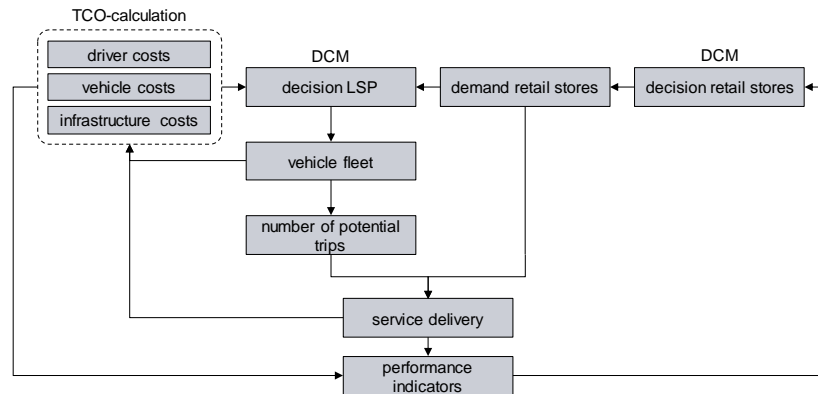 TCO-calculation
driver costs
vehicle costs
infrastructure costs
DCM
decision LSP
demand retail stores
DCM
decision retail stores
vehicle fleet
number of potential
trips
service delivery
performance
indicators